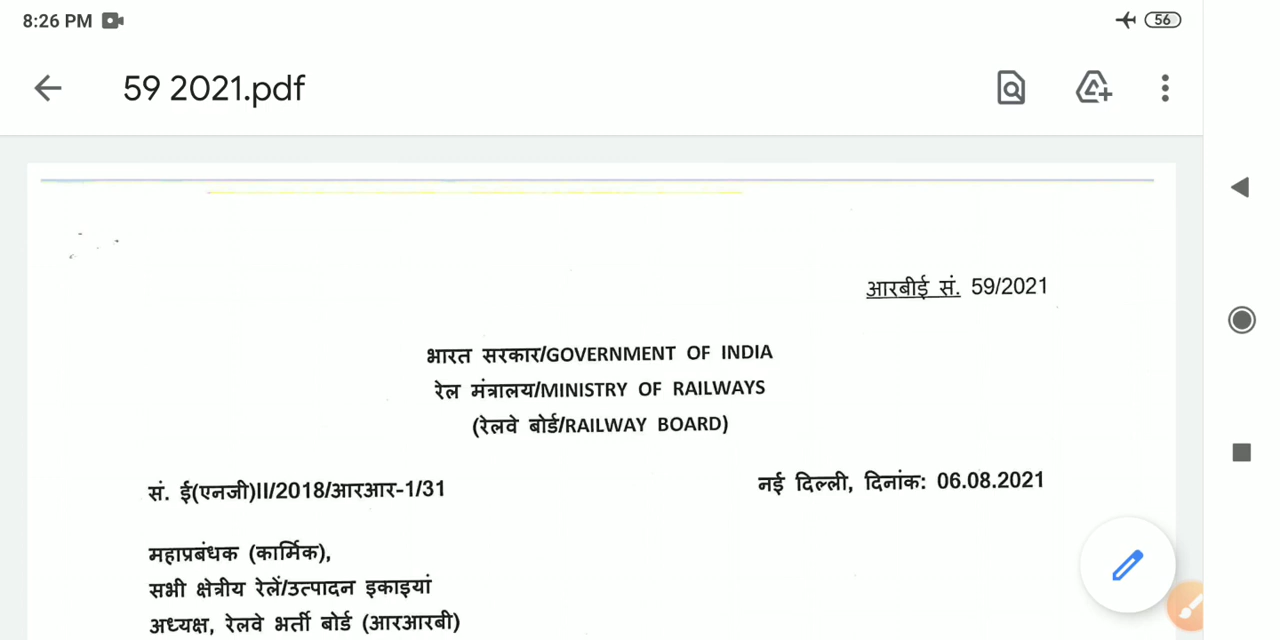 8:26 PM
56
59 2021.pdf
आरबीई सं. 59/2021
भारत सरकार/GOVERNMENT OF INDIA
रेल मंत्रालय/MINISTRY OF RAILWAYS
(रेलवे बोर्ड/RAILWAY BOARD)
सं. ई(एनजी)II/2018/आरआर-1/31
नई दिल्ली, दिनांक: 06.08.2021
महाप्रबंधक (कार्मिक),
सभी क्षेत्रीय रेलें/उत्पादन इकाइयां
अध्यक्ष, रेलवे भर्ती बोर्ड (आरआरबी)